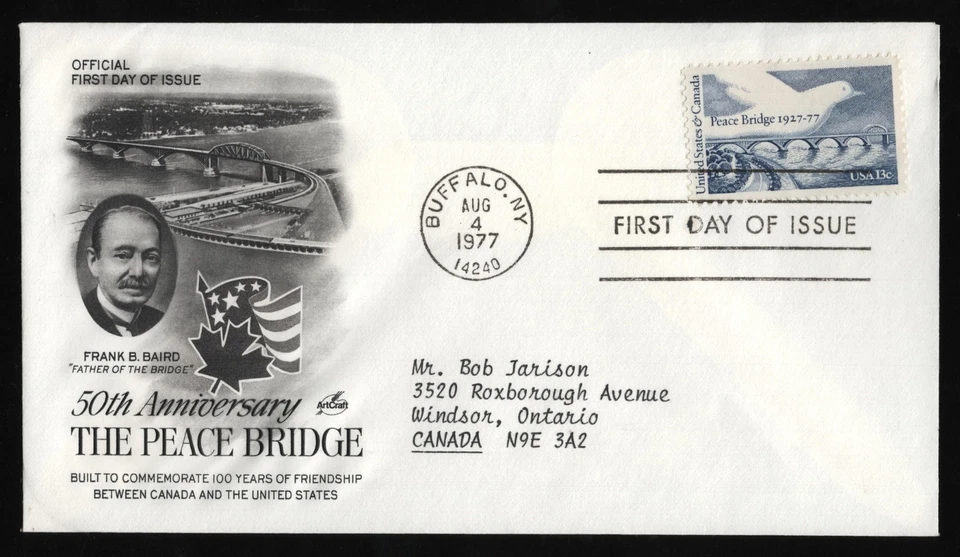 OFFICIAL
FIRST DAY OF ISSUE
FRANK B. BAIRD
"FATHER OF THE BRIDGE"
50th Anniversary
ArtCraft
THE PEACE BRIDGE
BUILT TO COMMEMORATE 100 YEARS OF FRIENDSHIP
BETWEEN CANADA AND THE UNITED STATES
BUFFALO. NY
AUG
4
1977
14240
United States & Canada
Peace Bridge 1927-77
USA 13c
FIRST DAY OF ISSUE
Mr. Bob Jarison
3520 Roxborough Avenue
Windsor, Ontario
CANADA N9E 3A2